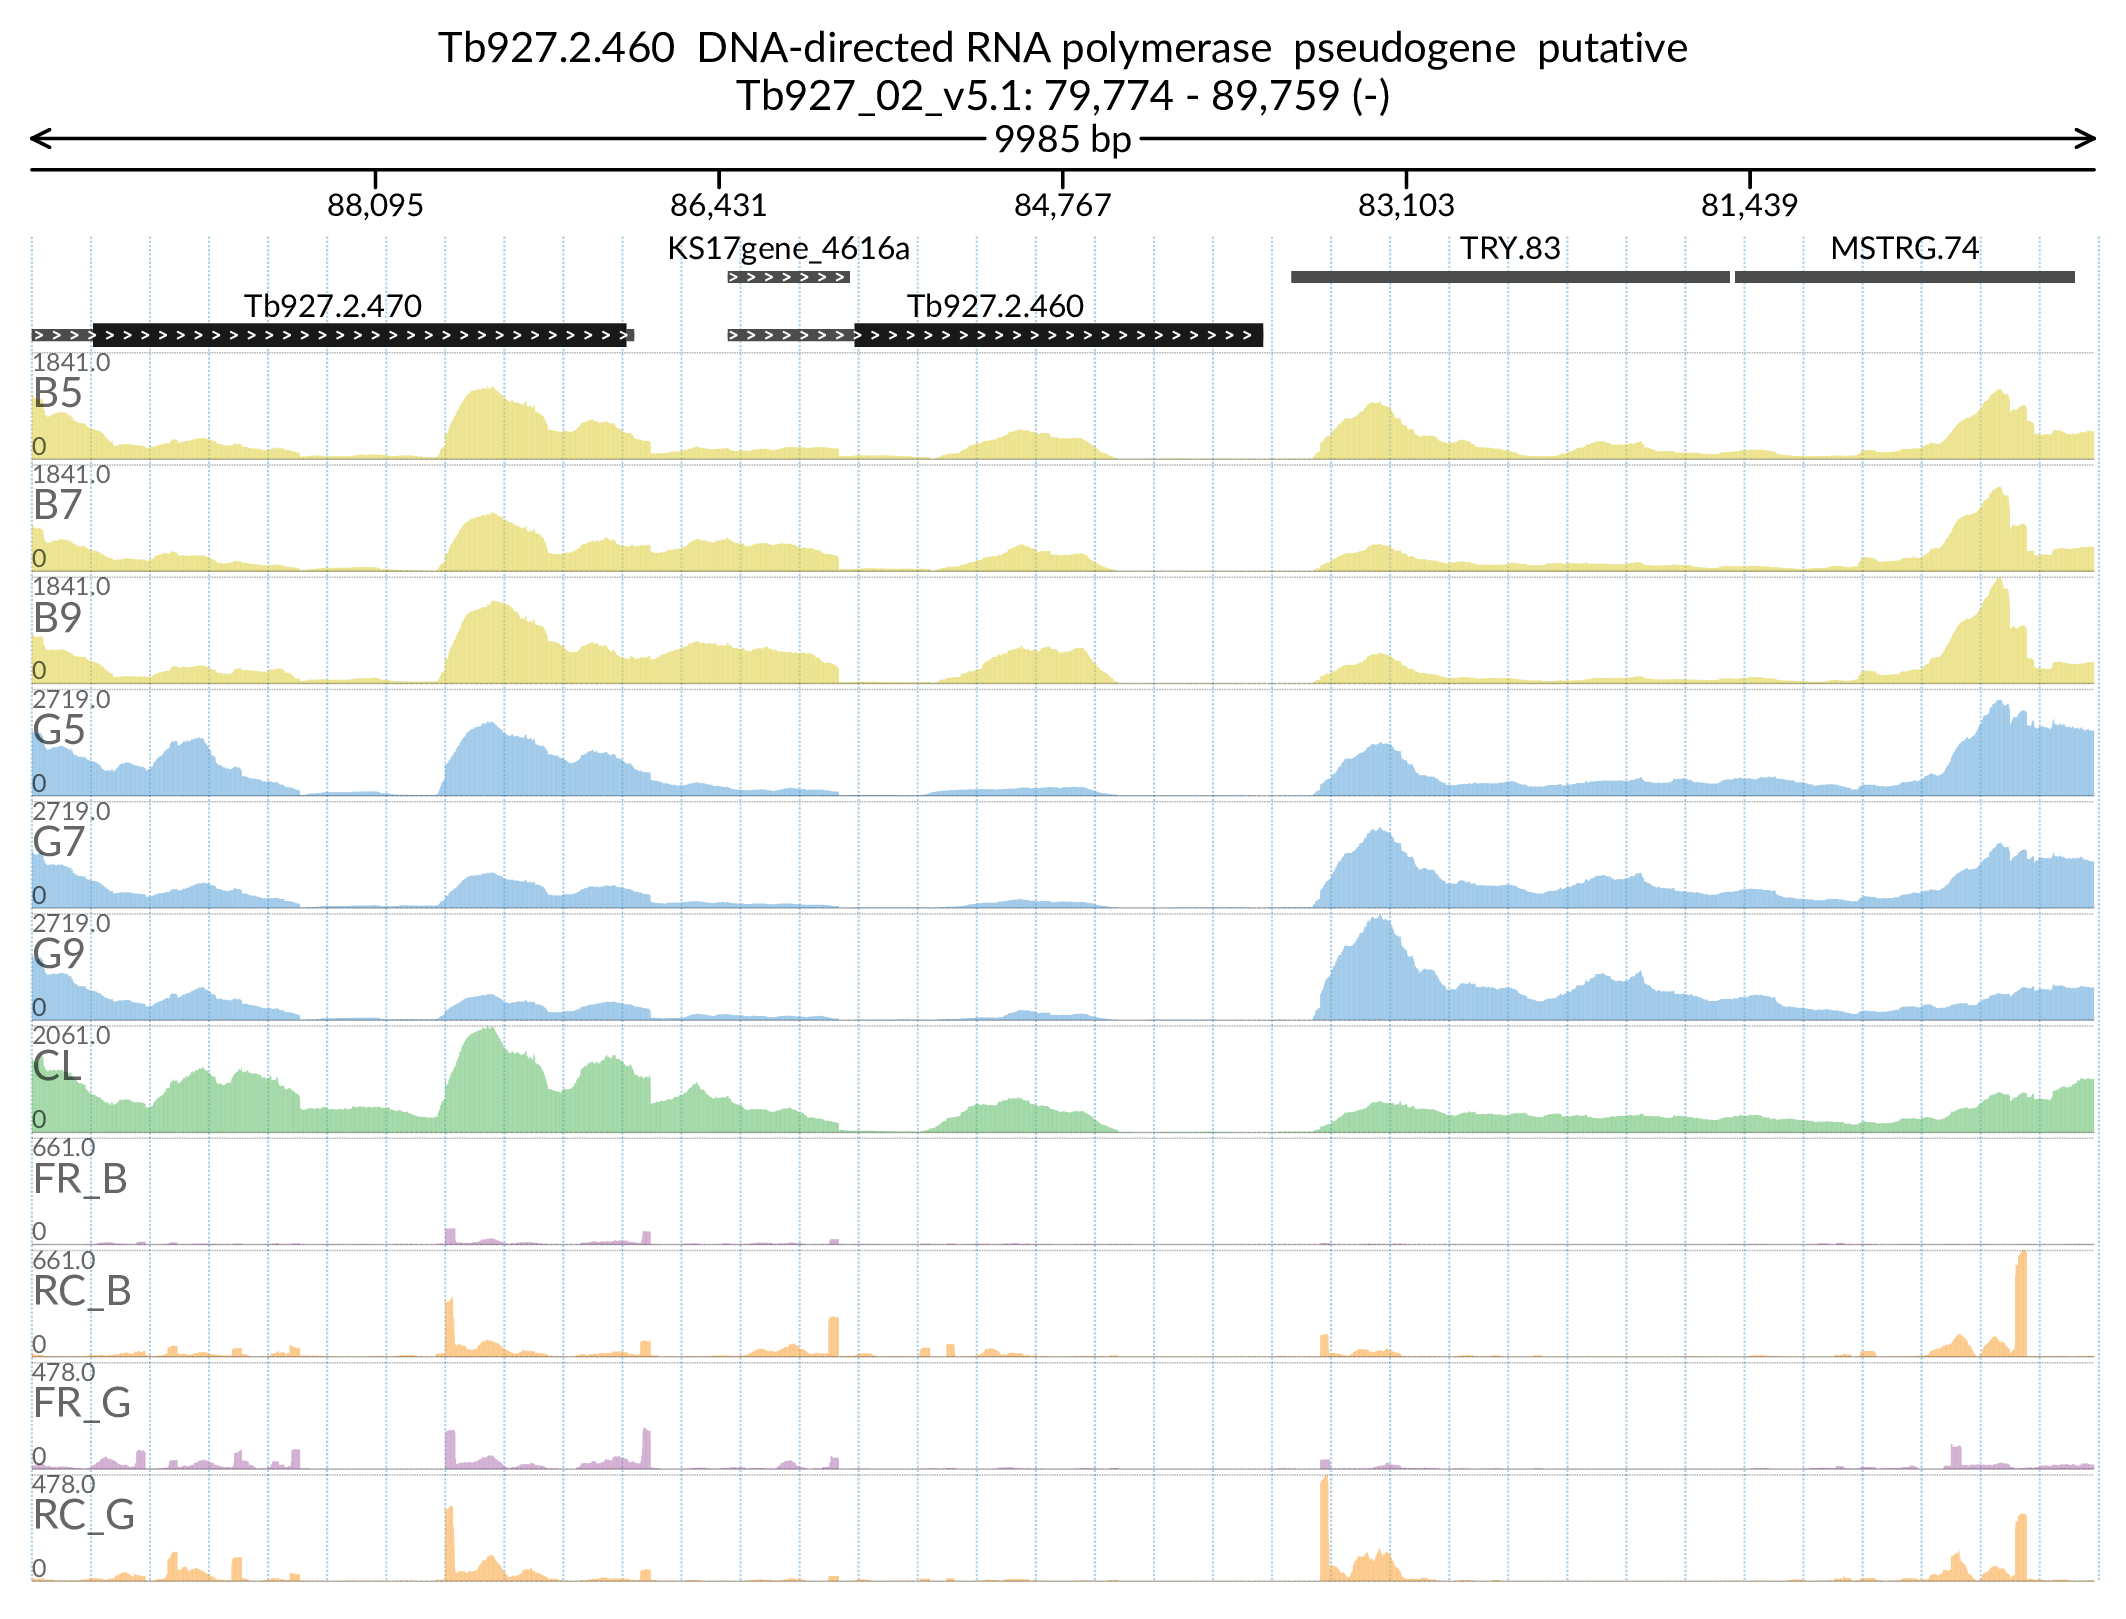 Tb927.2.460 DNA-directed RNA polymerase pseudogene putative
Tb927_02_v5.1: 79,774 - 89,759 (-)
9985 bp
88,095 86,431 84,767 83,103 81,439
KS17gene_4616a TRY.83 MSTRG.74
Tb927.2.470 Tb927.2.460
1841.0
B5
0
1841.0
B7
0
1841.0
B9
0
2719.0
G5
0
2719.0
G7
0
2719.0
G9
0
2061.0
CL
0
661.0
FR_B
0
661.0
RC_B
0
478.0
FR_G
0
478.0
RC_G
0